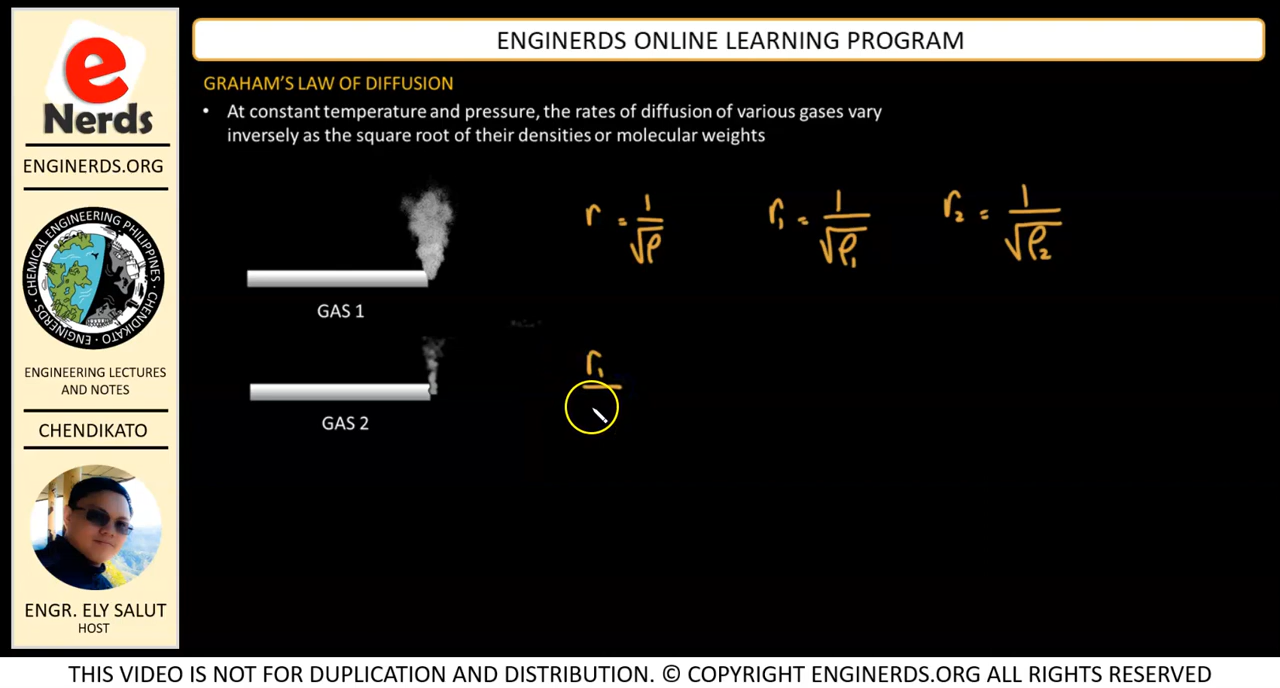 ENGINERDS ONLINE LEARNING PROGRAM
e
Nerds
ENGINERDS.ORG
CHEMICAL ENGINEERING PHILIPPINES
CHENDIKATO · ENGINERDS
ENGINEERING LECTURES
AND NOTES
CHENDIKATO
ENGR. ELY SALUT
HOST
GRAHAM'S LAW OF DIFFUSION
• At constant temperature and pressure, the rates of diffusion of various gases vary
inversely as the square root of their densities or molecular weights
r = 1/√ρ r₁ = 1/√ρ₁ r₂ = 1/√ρ₂
GAS 1
r₁
GAS 2
THIS VIDEO IS NOT FOR DUPLICATION AND DISTRIBUTION. © COPYRIGHT ENGINERDS.ORG ALL RIGHTS RESERVED